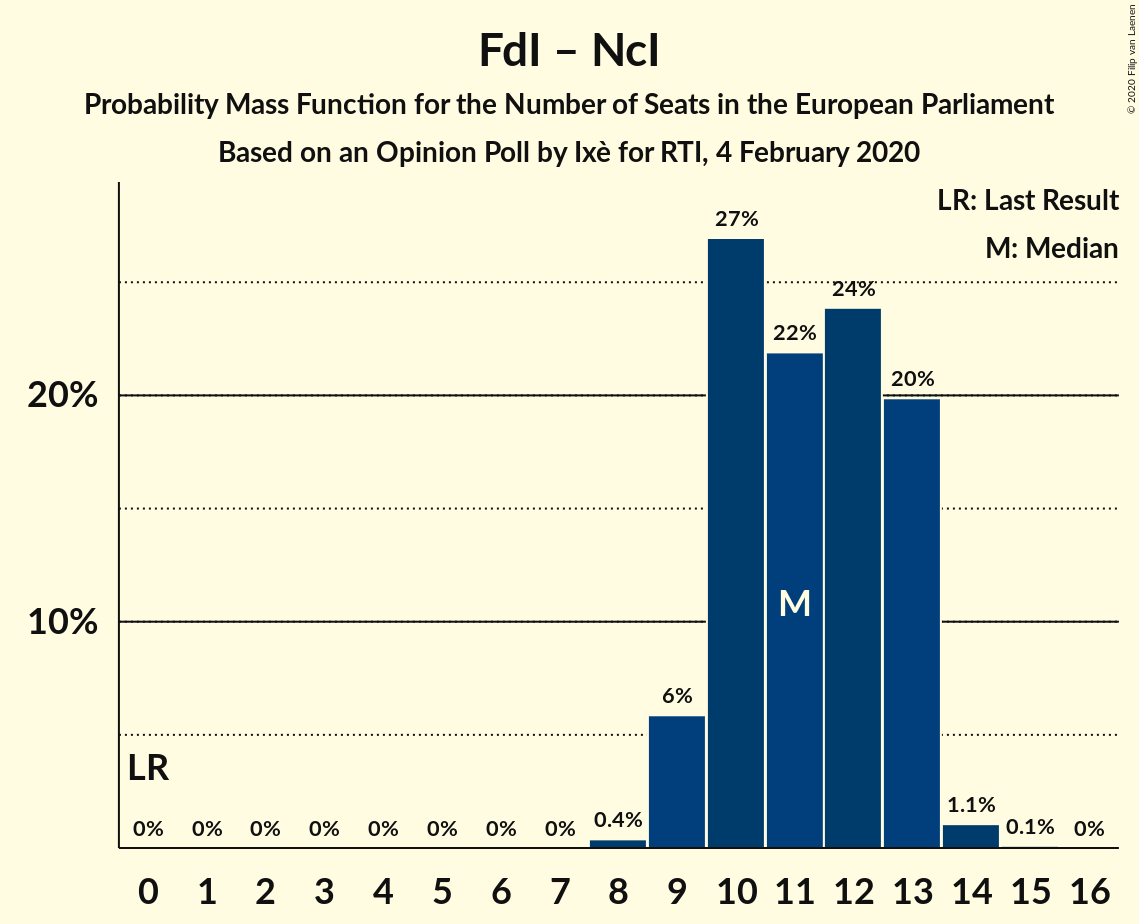 FdI – NcI
Probability Mass Function for the Number of Seats in the European Parliament
Based on an Opinion Poll by Ixè for RTI, 4 February 2020
© 2020 Filip van Laenen
LR: Last Result
M: Median
27%
24%
22%
20%
20%
10%
M
6%
LR
0% 0% 0% 0% 0% 0% 0% 0% 0.4% 1.1% 0.1% 0%
0 1 2 3 4 5 6 7 8 9 10 11 12 13 14 15 16